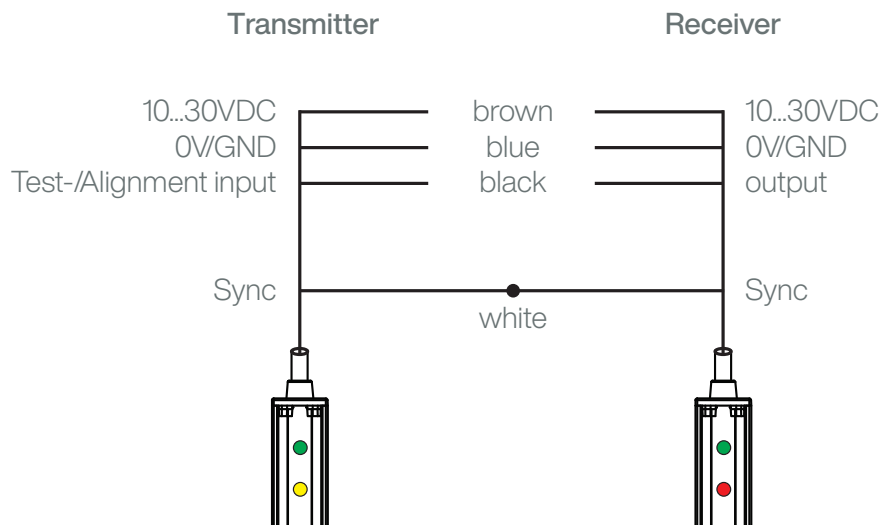 Transmitter Receiver
10...30VDC brown 10...30VDC
0V/GND blue 0V/GND
Test-/Alignment input black output
Sync Sync
white